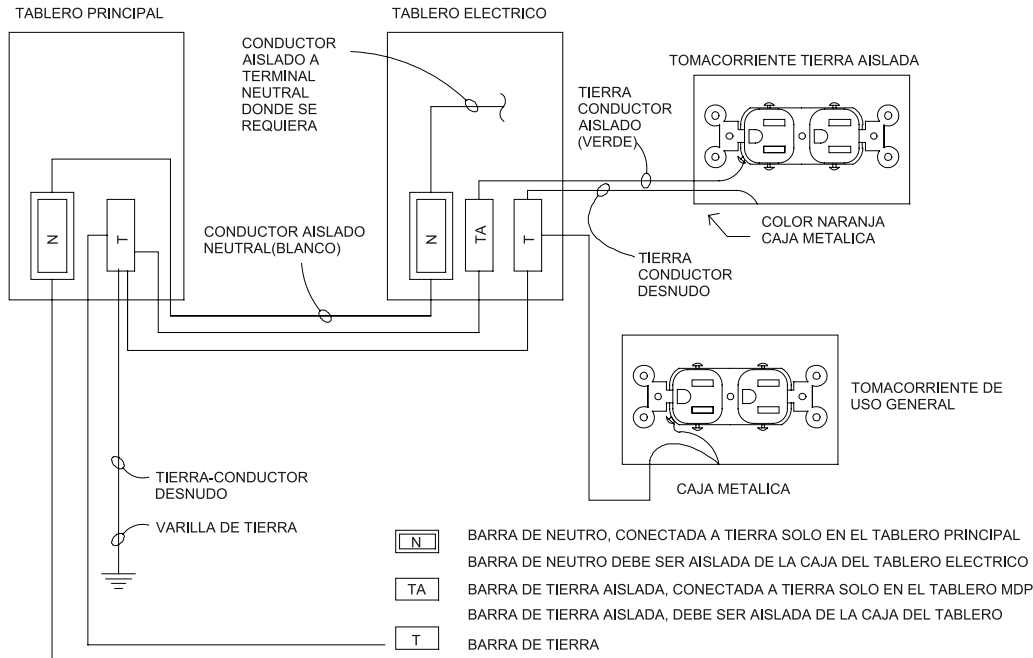 TABLERO PRINCIPAL
TABLERO ELECTRICO
CONDUCTOR
AISLADO A
TERMINAL
NEUTRAL
DONDE SE
REQUIERA
TOMACORRIENTE TIERRA AISLADA
TIERRA
CONDUCTOR
AISLADO
(VERDE)
N
T
CONDUCTOR AISLADO
NEUTRAL(BLANCO)
N
TA
T
COLOR NARANJA
CAJA METALICA
TIERRA
CONDUCTOR
DESNUDO
TOMACORRIENTE DE
USO GENERAL
CAJA METALICA
TIERRA-CONDUCTOR
DESNUDO
VARILLA DE TIERRA
N
BARRA DE NEUTRO, CONECTADA A TIERRA SOLO EN EL TABLERO PRINCIPAL
BARRA DE NEUTRO DEBE SER AISLADA DE LA CAJA DEL TABLERO ELECTRICO
TA
BARRA DE TIERRA AISLADA, CONECTADA A TIERRA SOLO EN EL TABLERO MDP
BARRA DE TIERRA AISLADA, DEBE SER AISLADA DE LA CAJA DEL TABLERO
T
BARRA DE TIERRA